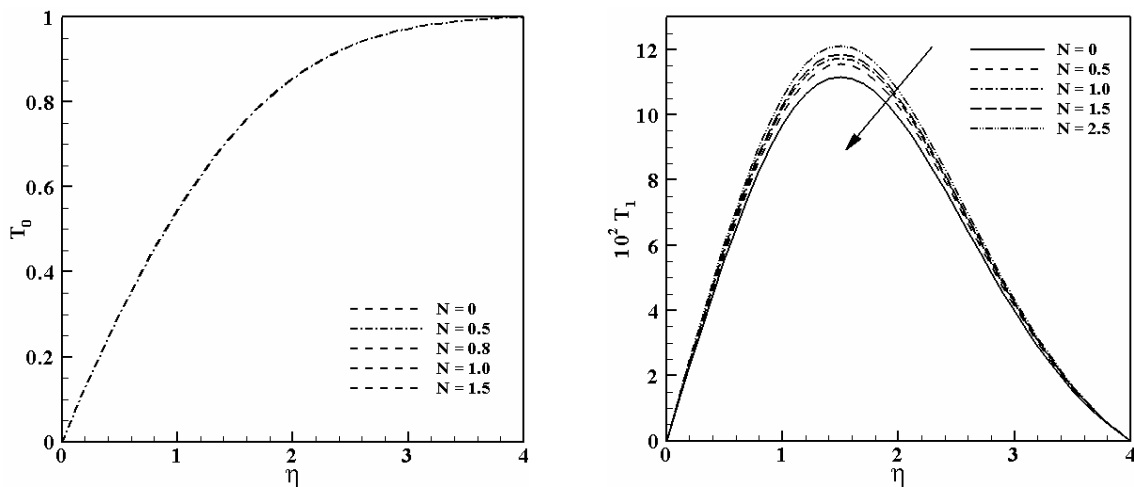 1
0.8
0.6
0.4
0.2
0
T₀
N = 0
N = 0.5
N = 0.8
N = 1.0
N = 1.5
0 1 2 3 4
η
12
10
8
6
4
2
0
10² T₁
N = 0
N = 0.5
N = 1.0
N = 1.5
N = 2.5
0 1 2 3 4
η